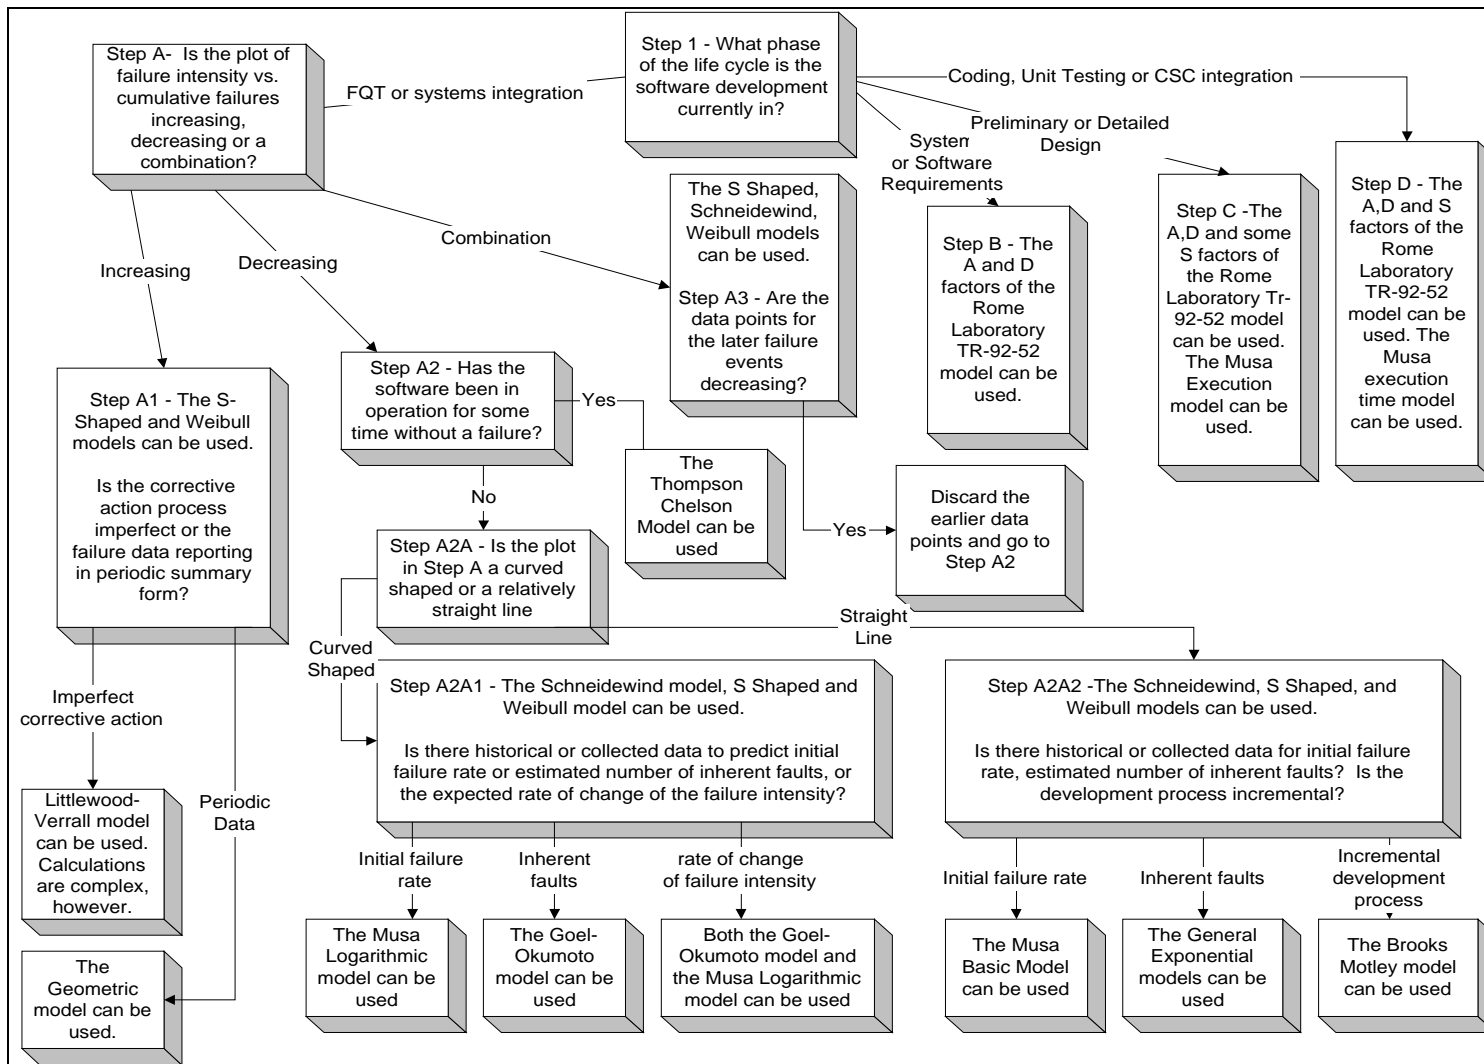 Step A- Is the plot of
failure intensity vs.
cumulative failures
increasing,
decreasing or a
combination?
FQT or systems integration
Step 1 - What phase
of the life cycle is the
software development
currently in?
Coding, Unit Testing or CSC integration
Preliminary or Detailed
Design
System
or Software
Requirements
Increasing
Decreasing
Combination
The S Shaped,
Schneidewind,
Weibull models
can be used.
Step A3 - Are the
data points for
the later failure
events
decreasing?
Step B - The
A and D
factors of the
Rome
Laboratory
TR-92-52
model can be
used.
Step C -The
A,D and some
S factors of
the Rome
Laboratory Tr-
92-52 model
can be used.
The Musa
Execution
model can be
used.
Step D - The
A,D and S
factors of the
Rome
Laboratory
TR-92-52
model can be
used. The
Musa
execution
time model
can be used.
Step A1 - The S-
Shaped and Weibull
models can be used.
Is the corrective
action process
imperfect or the
failure data reporting
in periodic summary
form?
Step A2 - Has the
software been in
operation for some
time without a failure?
Yes
No
The
Thompson
Chelson
Model can be
used
Yes
Discard the
earlier data
points and go to
Step A2
Step A2A - Is the plot
in Step A a curved
shaped or a relatively
straight line
Curved
Shaped
Straight
Line
Imperfect
corrective action
Periodic
Data
Step A2A1 - The Schneidewind model, S Shaped and
Weibull model can be used.
Is there historical or collected data to predict initial
failure rate or estimated number of inherent faults, or
the expected rate of change of the failure intensity?
Step A2A2 -The Schneidewind, S Shaped, and
Weibull models can be used.
Is there historical or collected data for initial failure
rate, estimated number of inherent faults? Is the
development process incremental?
Littlewood-
Verrall model
can be used.
Calculations
are complex,
however.
The
Geometric
model can be
used.
Initial failure
rate
Inherent
faults
rate of change
of failure intensity
Initial failure rate
Inherent faults
Incremental
development
process
The Musa
Logarithmic
model can be
used
The Goel-
Okumoto
model can be
used
Both the Goel-
Okumoto model and
the Musa Logarithmic
model can be used
The Musa
Basic Model
can be used
The General
Exponential
models can be
used
The Brooks
Motley model
can be used